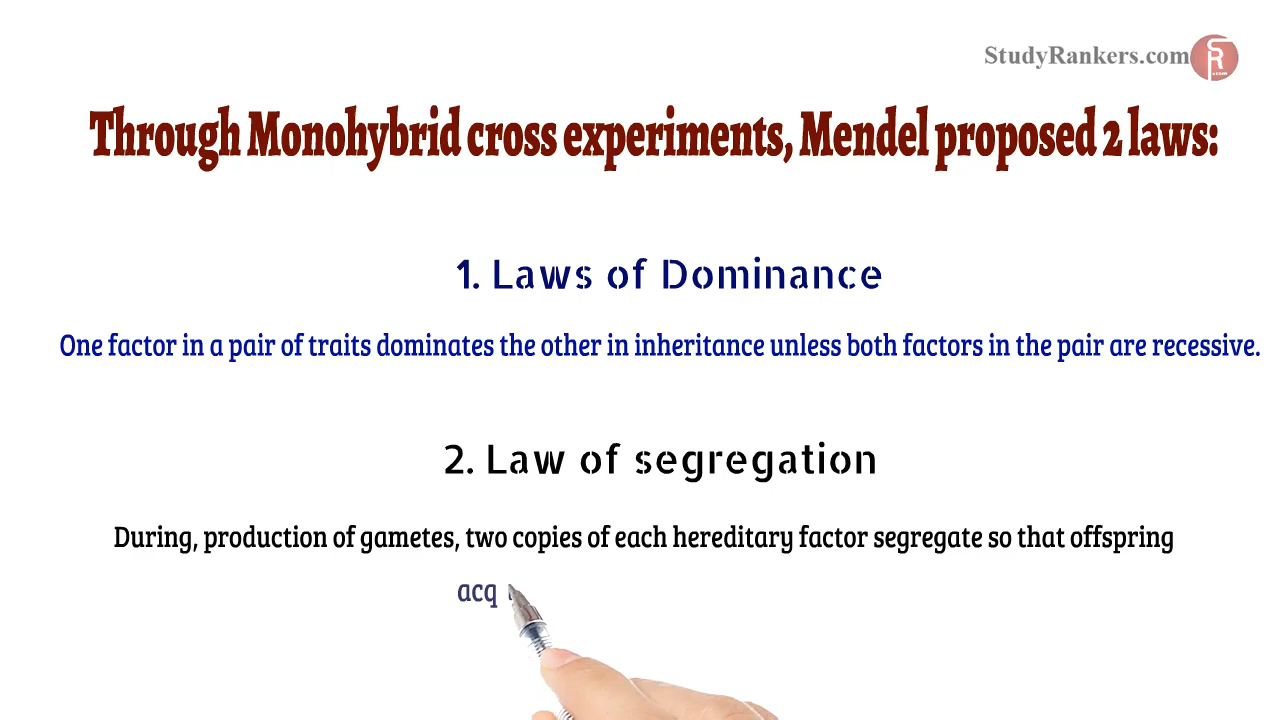 StudyRankers.com
Through Monohybrid cross experiments, Mendel proposed 2 laws:
1. Laws of Dominance
One factor in a pair of traits dominates the other in inheritance unless both factors in the pair are recessive.
2. Law of segregation
During, production of gametes, two copies of each hereditary factor segregate so that offspring
acq